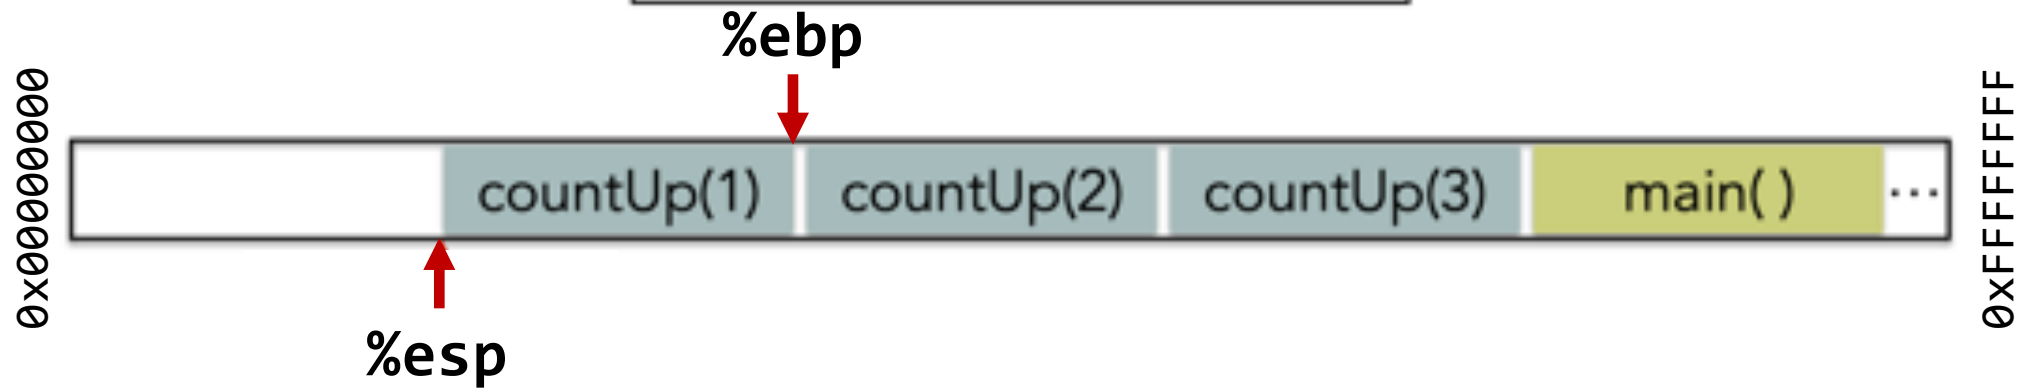 %ebp
0x00000000
countUp(1)
countUp(2)
countUp(3)
main( )
...
0xFFFFFFFF
%esp